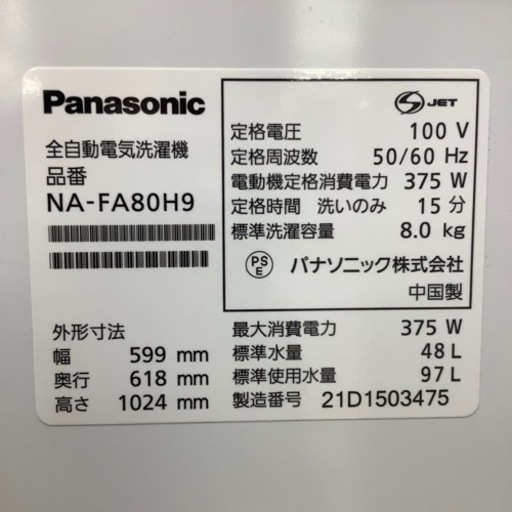 Panasonic
全自動電気洗濯機
品番
NA-FA80H9
外形寸法
幅 599 mm
奥行 618 mm
高さ 1024 mm
S JET
定格電圧 100 V
定格周波数 50/60 Hz
電動機定格消費電力 375 W
定格時間 洗いのみ 15 分
標準洗濯容量 8.0 kg
PS E パナソニック株式会社
中国製
最大消費電力 375 W
標準水量 48 L
標準使用水量 97 L
製造番号 21D1503475